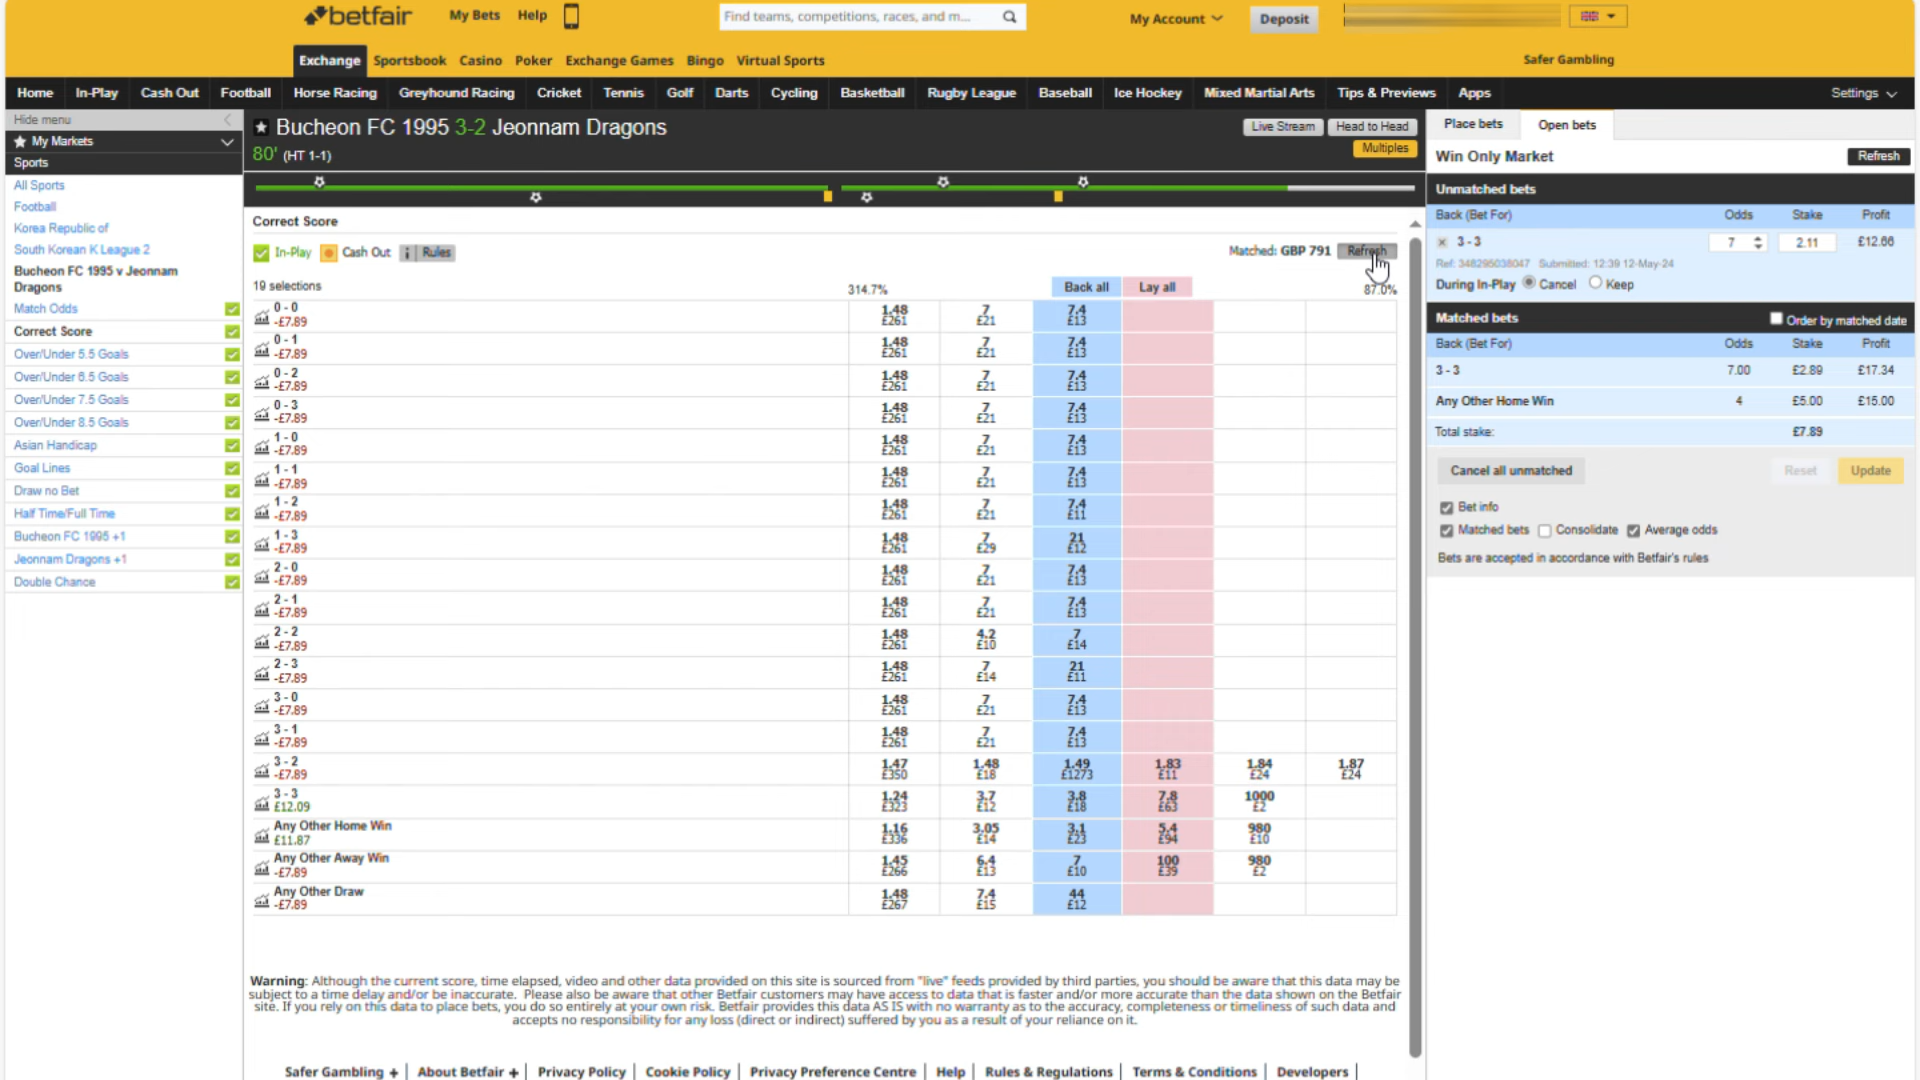 betfair My Bets Help Find teams, competitions, races, and m... My Account Deposit
Exchange Sportsbook Casino Poker Exchange Games Bingo Virtual Sports Safer Gambling
Home In-Play Cash Out Football Horse Racing Greyhound Racing Cricket Tennis Golf Darts Cycling Basketball Rugby League Baseball Ice Hockey Mixed Martial Arts Tips & Previews Apps Settings
Hide menu
My Markets
Sports
All Sports
Football
Korea Republic of
South Korean K League 2
Bucheon FC 1995 v Jeonnam
Dragons
Match Odds
Correct Score
Over/Under 5.5 Goals
Over/Under 6.5 Goals
Over/Under 7.5 Goals
Over/Under 8.5 Goals
Asian Handicap
Goal Lines
Draw no Bet
Half Time/Full Time
Bucheon FC 1995 +1
Jeonnam Dragons +1
Double Chance
Bucheon FC 1995 3-2 Jeonnam Dragons
Live Stream Head to Head
80' (HT 1-1)
Multiples
Correct Score
In-Play Cash Out i Rules Matched: GBP 791 Refresh
19 selections 314.7% Back all Lay all 87.0%
0 - 0 1.48 7 7.4
-£7.89 £261 £21 £13
0 - 1 1.48 7 7.4
-£7.89 £261 £21 £13
0 - 2 1.48 7 7.4
-£7.89 £261 £21 £13
0 - 3 1.48 7 7.4
-£7.89 £261 £21 £13
1 - 0 1.48 7 7.4
-£7.89 £261 £21 £13
1 - 1 1.48 7 7.4
-£7.89 £261 £21 £13
1 - 2 1.48 7 7.4
-£7.89 £261 £21 £11
1 - 3 1.48 7 21
-£7.89 £261 £29 £12
2 - 0 1.48 7 7.4
-£7.89 £261 £21 £13
2 - 1 1.48 7 7.4
-£7.89 £261 £21 £13
2 - 2 1.48 4.2 7
-£7.89 £261 £10 £14
2 - 3 1.48 7 21
-£7.89 £261 £14 £11
3 - 0 1.48 7 7.4
-£7.89 £261 £21 £13
3 - 1 1.48 7 7.4
-£7.89 £261 £21 £13
3 - 2 1.47 1.48 1.49 1.83 1.84 1.87
-£7.89 £350 £18 £1273 £11 £24 £24
3 - 3 1.24 3.7 3.8 7.8 1000
£12.09 £323 £12 £18 £63 £2
Any Other Home Win 1.16 3.05 3.1 5.4 980
£11.87 £336 £14 £23 £94 £10
Any Other Away Win 1.45 6.4 7 100 980
-£7.89 £266 £13 £10 £39 £2
Any Other Draw 1.48 7.4 44
-£7.89 £267 £15 £12
Warning: Although the current score, time elapsed, video and other data provided on this site is sourced from "live" feeds provided by third parties, you should be aware that this data may be
subject to a time delay and/or be inaccurate. Please also be aware that other Betfair customers may have access to data that is faster and/or more accurate than the data shown on the Betfair
site. If you rely on this data to place bets, you do so entirely at your own risk. Betfair provides this data AS IS with no warranty as to the accuracy, completeness or timeliness of such data and
accepts no responsibility for any loss (direct or indirect) suffered by you as a result of your reliance on it.
Safer Gambling + | About Betfair + | Privacy Policy | Cookie Policy | Privacy Preference Centre | Help | Rules & Regulations | Terms & Conditions | Developers |
Place bets Open bets
Win Only Market Refresh
Unmatched bets
Back (Bet For) Odds Stake Profit
3 - 3 7 2.11 £12.66
Ref: 348295038047 Submitted: 12:39 12-May-24
During In-Play Cancel Keep
Matched bets Order by matched date
Back (Bet For) Odds Stake Profit
3 - 3 7.00 £2.89 £17.34
Any Other Home Win 4 £5.00 £15.00
Total stake: £7.89
Cancel all unmatched Reset Update
Bet info
Matched bets Consolidate Average odds
Bets are accepted in accordance with Betfair's rules